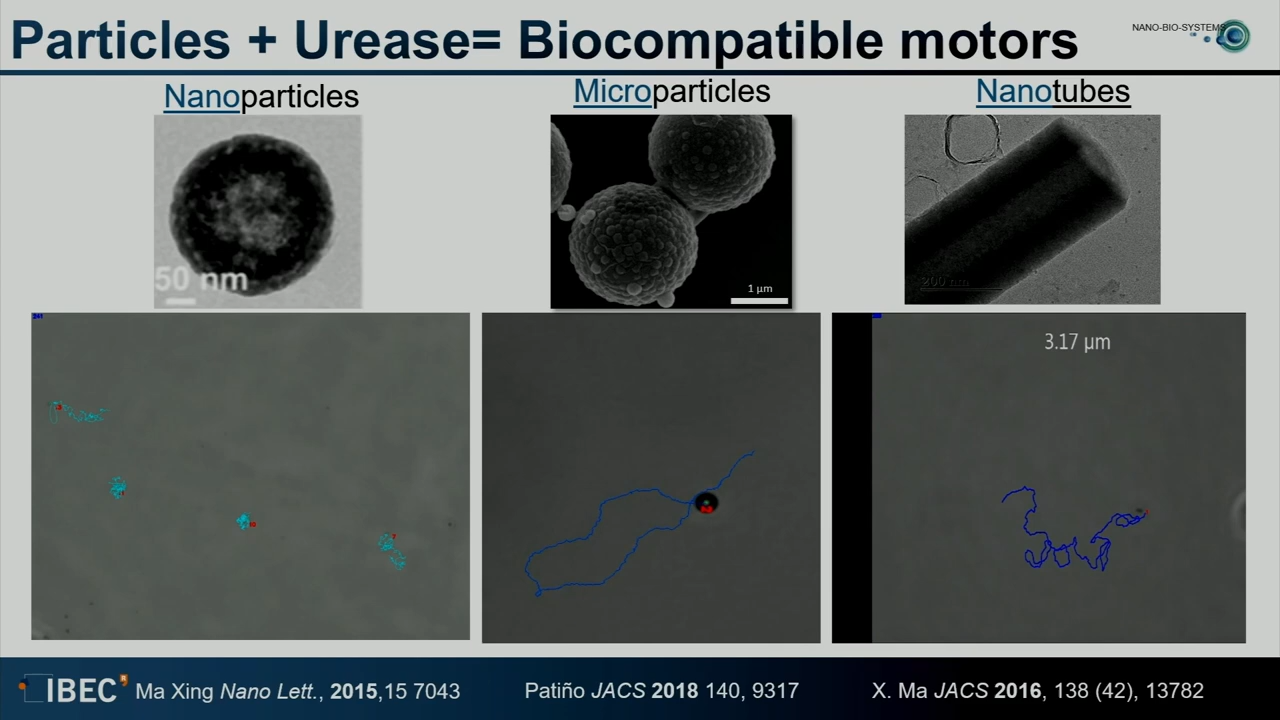 Particles + Urease= Biocompatible motors
NANO-BIO-SYSTEMS
Nanoparticles
Microparticles
Nanotubes
50 nm
1 µm
200 nm
3.17 µm
IBEC
Ma Xing Nano Lett., 2015,15 7043
Patiño JACS 2018 140, 9317
X. Ma JACS 2016, 138 (42), 13782